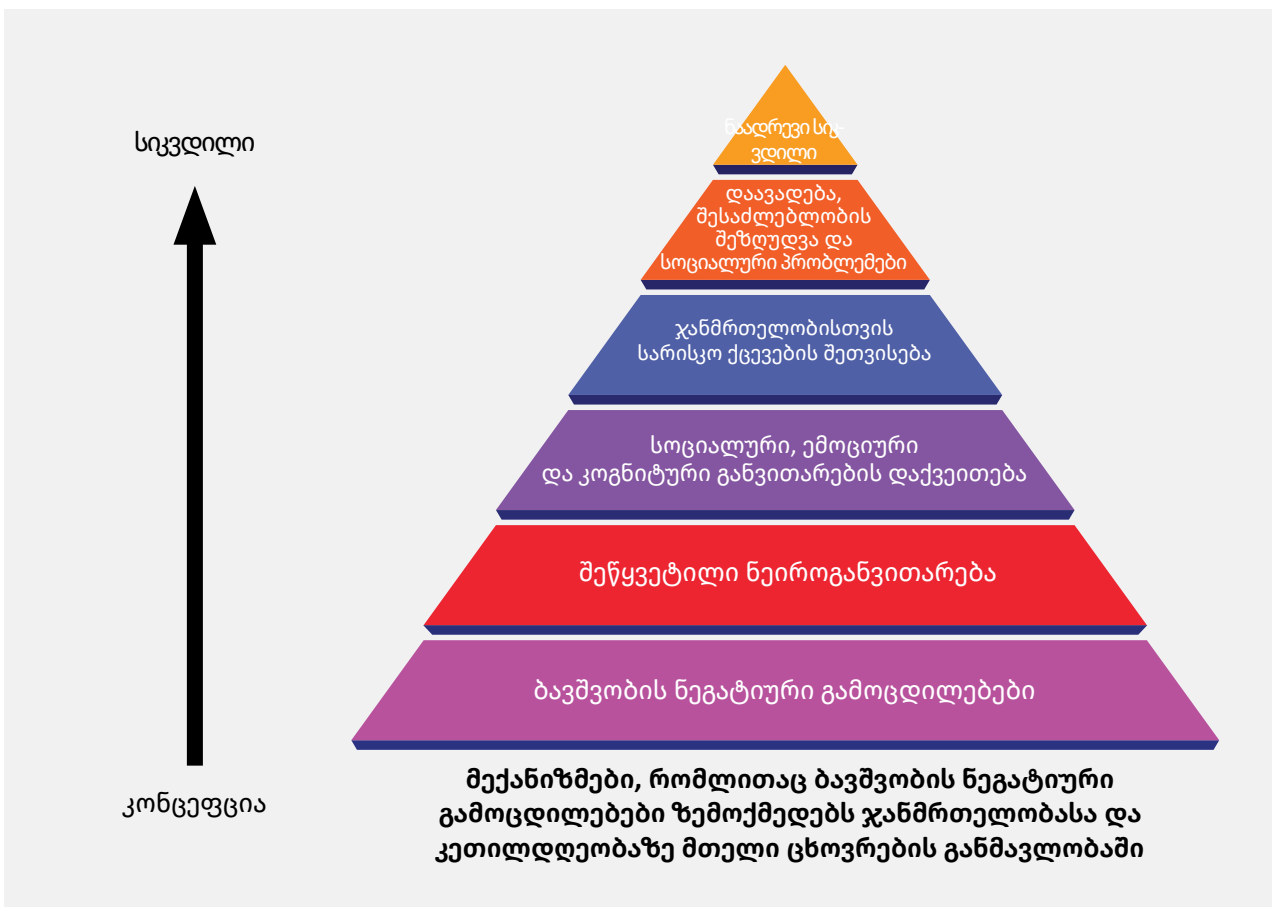 სიკვდილი
ნაადრევი სიკ-
ვდილი
დაავადება,
შესაძლებლობის
შეზღუდვა და
სოციალური პრობლემები
ჯანმრთელობისთვის
სარისკო ქცევების შეთვისება
სოციალური, ემოციური
და კოგნიტური განვითარების დაქვეითება
შეწყვეტილი ნეიროგანვითარება
ბავშვობის ნეგატიური გამოცდილებები
კონცეფცია
მექანიზმები, რომლითაც ბავშვობის ნეგატიური
გამოცდილებები ზემოქმედებს ჯანმრთელობასა და
კეთილდღეობაზე მთელი ცხოვრების განმავლობაში